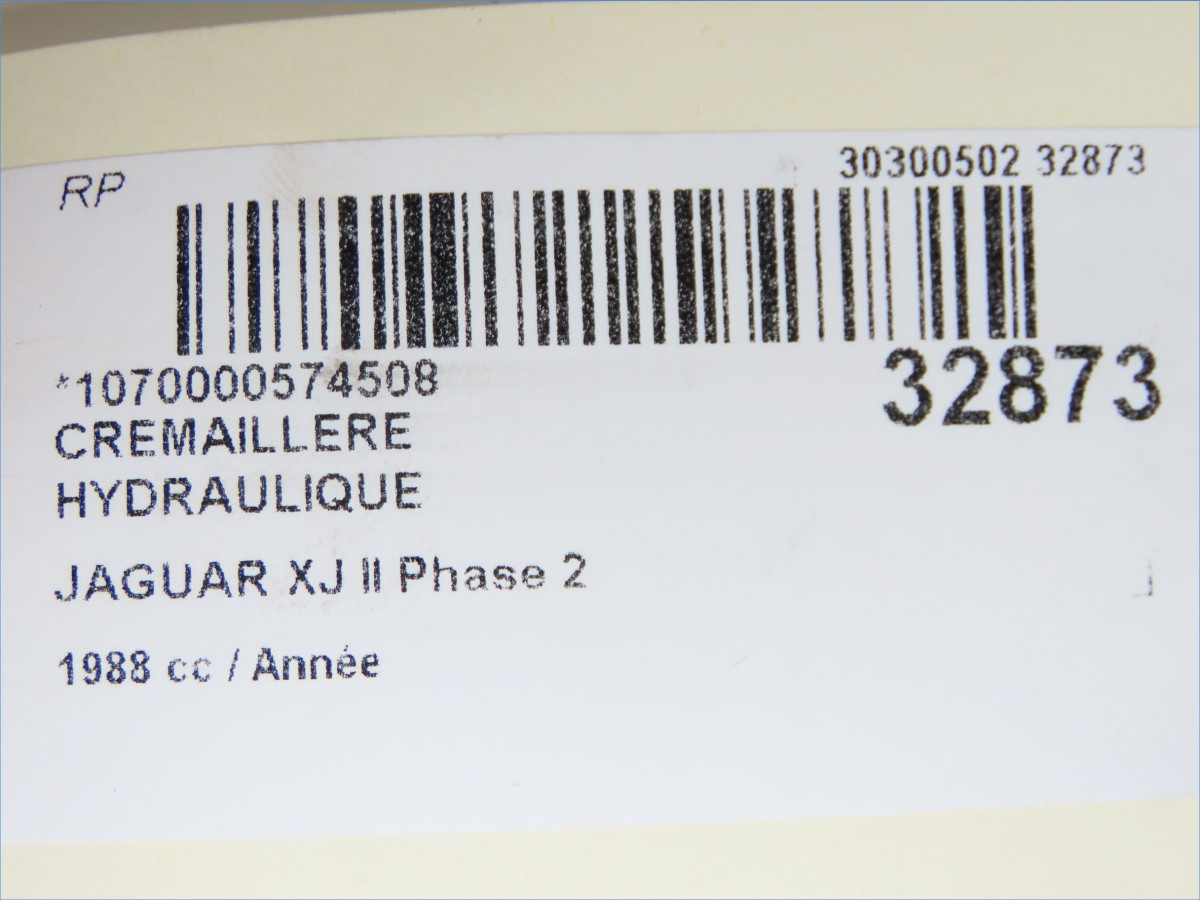 RP
30300502 32873
32873
*1070000574508
CREMAILLERE
HYDRAULIQUE
JAGUAR XJ II Phase 2
1988 cc / Année